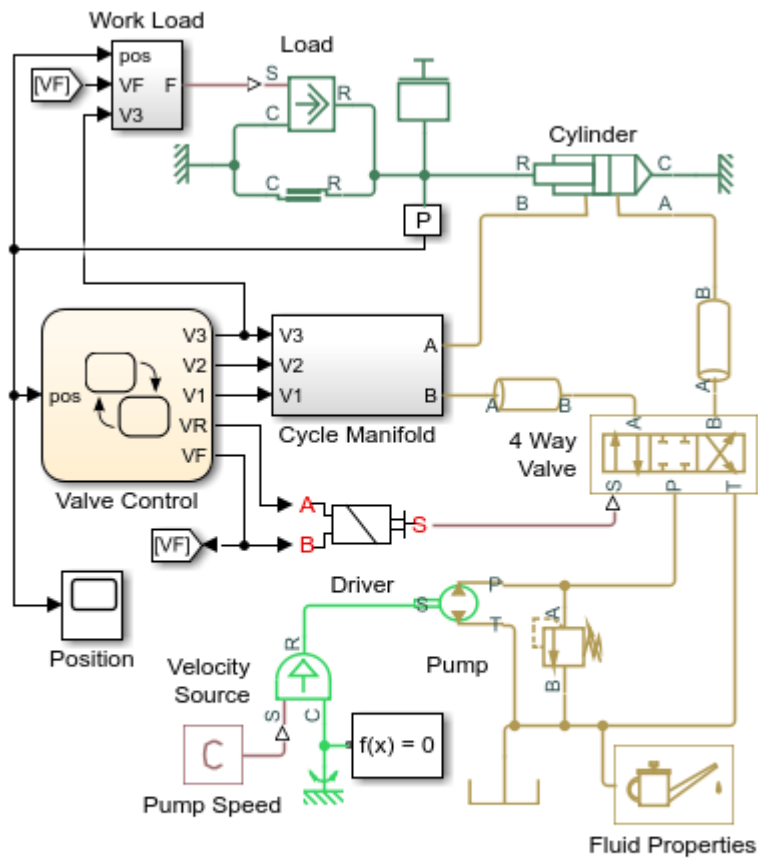 Work Load
pos
VF
V3
F
[VF]
Load
S
R
C
C
R
P
Cylinder
R
C
B
A
V3
V2
V1
VR
VF
pos
Valve Control
V3
V2
V1
A
B
Cycle Manifold
A
B
B
A
4 Way
Valve
A
B
S
P
T
A
B
S
[VF]
Position
Driver
S
P
T
Pump
A
B
Velocity
Source
R
S
C
C
Pump Speed
f(x) = 0
Fluid Properties